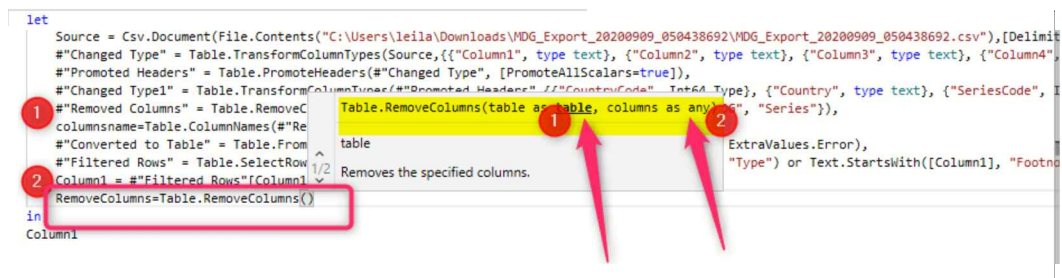 let
Source = Csv.Document(File.Contents("C:\Users\leila\Downloads\MDG_Export_20200909_050438692\MDG_Export_20200909_050438692.csv"),[Delimit
#"Changed Type" = Table.TransformColumnTypes(Source,{{"Column1", type text}, {"Column2", type text}, {"Column3", type text}, {"Column4",
#"Promoted Headers" = Table.PromoteHeaders(#"Changed Type", [PromoteAllScalars=true]),
#"Changed Type1" = Table.TransformColumnTypes(#"Promoted Headers",{{"CountryCode", Int64.Type}, {"Country", type text}, {"SeriesCode", I
1 #"Removed Columns" = Table.RemoveC Table.RemoveColumns(table as table, columns as any) 1 2 "Series"}),
columnsname=Table.ColumnNames(#"Re
#"Converted to Table" = Table.From table ExtraValues.Error),
#"Filtered Rows" = Table.SelectRow 1/2 Removes the specified columns. "Type") or Text.StartsWith([Column1], "Footno
2 Column1 = #"Filtered Rows"[Column1
RemoveColumns=Table.RemoveColumns()
in
Column1